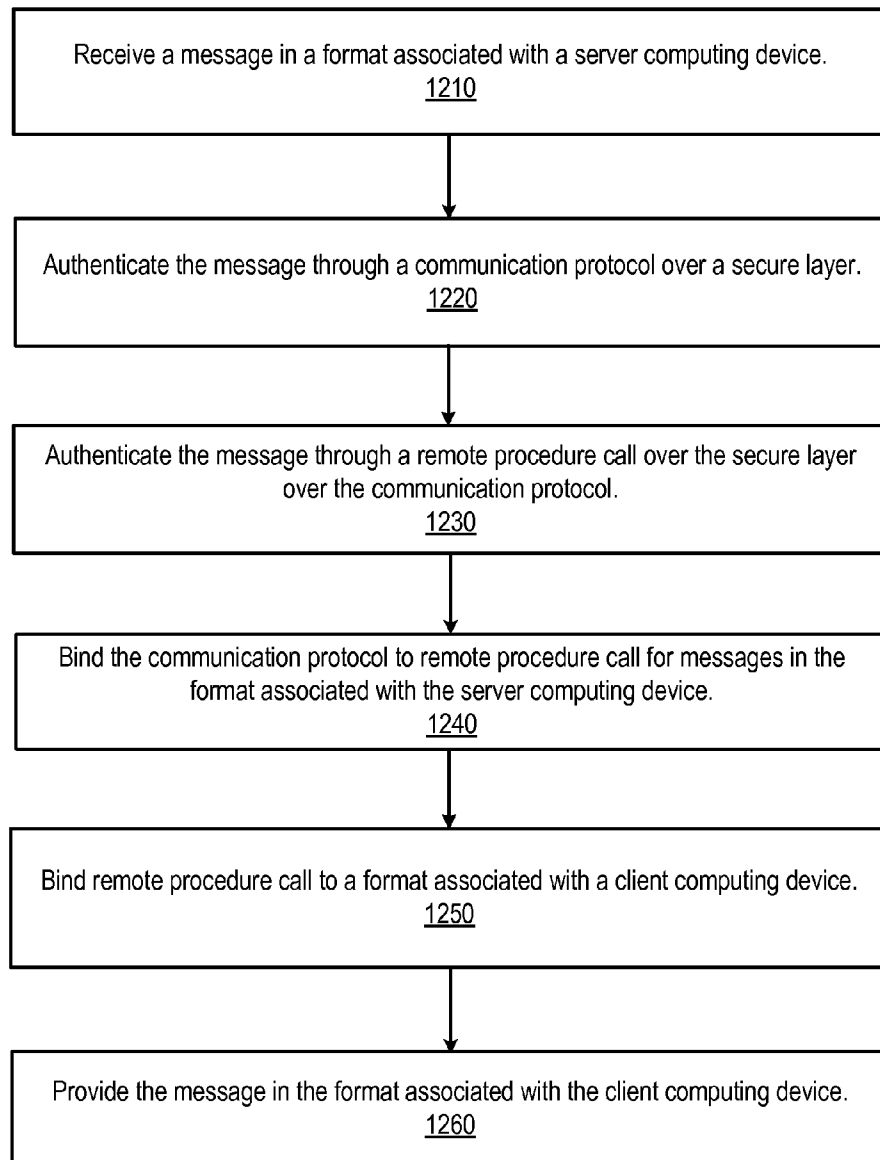 Receive a message in a format associated with a server computing device.
1210
Authenticate the message through a communication protocol over a secure layer.
1220
Authenticate the message through a remote procedure call over the secure layer
over the communication protocol.
1230
Bind the communication protocol to remote procedure call for messages in the
format associated with the server computing device.
1240
Bind remote procedure call to a format associated with a client computing device.
1250
Provide the message in the format associated with the client computing device.
1260